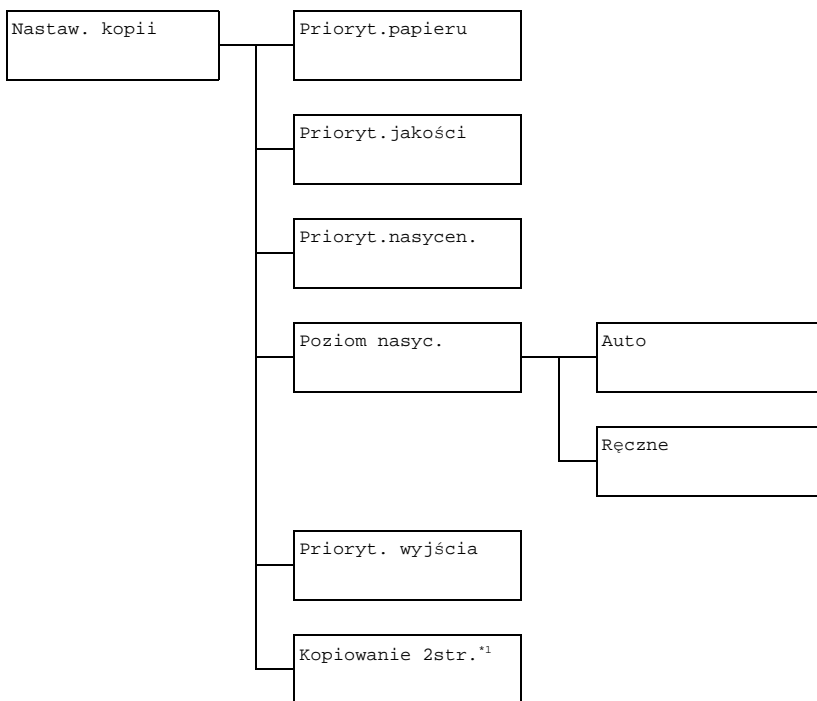 Nastaw. kopii
Prioryt.papieru
Prioryt.jakości
Prioryt.nasycen.
Poziom nasyc.
Auto
Ręczne
Prioryt. wyjścia
Kopiowanie 2str.*1